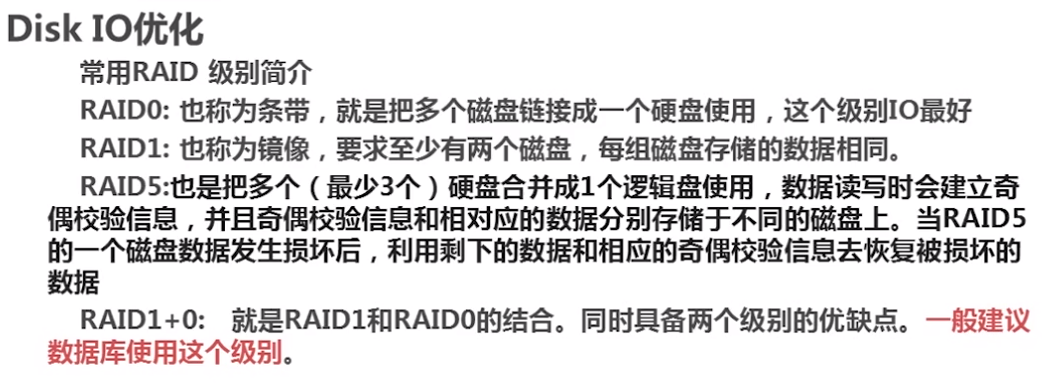 Disk IO优化
常用RAID 级别简介
RAID0: 也称为条带，就是把多个磁盘链接成一个硬盘使用，这个级别IO最好
RAID1: 也称为镜像，要求至少有两个磁盘，每组磁盘存储的数据相同。
RAID5:也是把多个（最少3个）硬盘合并成1个逻辑盘使用，数据读写时会建立奇
偶校验信息，并且奇偶校验信息和相对应的数据分别存储于不同的磁盘上。当RAID5
的一个磁盘数据发生损坏后，利用剩下的数据和相应的奇偶校验信息去恢复被损坏的
数据
RAID1+0: 就是RAID1和RAID0的结合。同时具备两个级别的优缺点。一般建议
数据库使用这个级别。